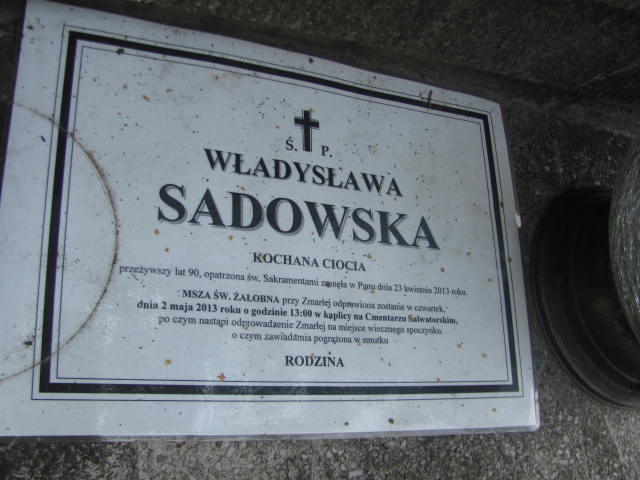 Ś. P.
WŁADYSŁAWA
SADOWSKA
KOCHANA CIOCIA
przeżywszy lat 90, opatrzona św. Sakramentami zasnęła w Panu dnia 23 kwietnia 2013 roku.
MSZA ŚW. ŻAŁOBNA przy Zmarłej odprawiona zostanie w czwartek,
dnia 2 maja 2013 roku o godzinie 13:00 w kaplicy na Cmentarzu Salwatorskim,
po czym nastąpi odprowadzenie Zmarłej na miejsce wiecznego spoczynku.
o czym zawiadamia pogrążona w smutku
RODZINA